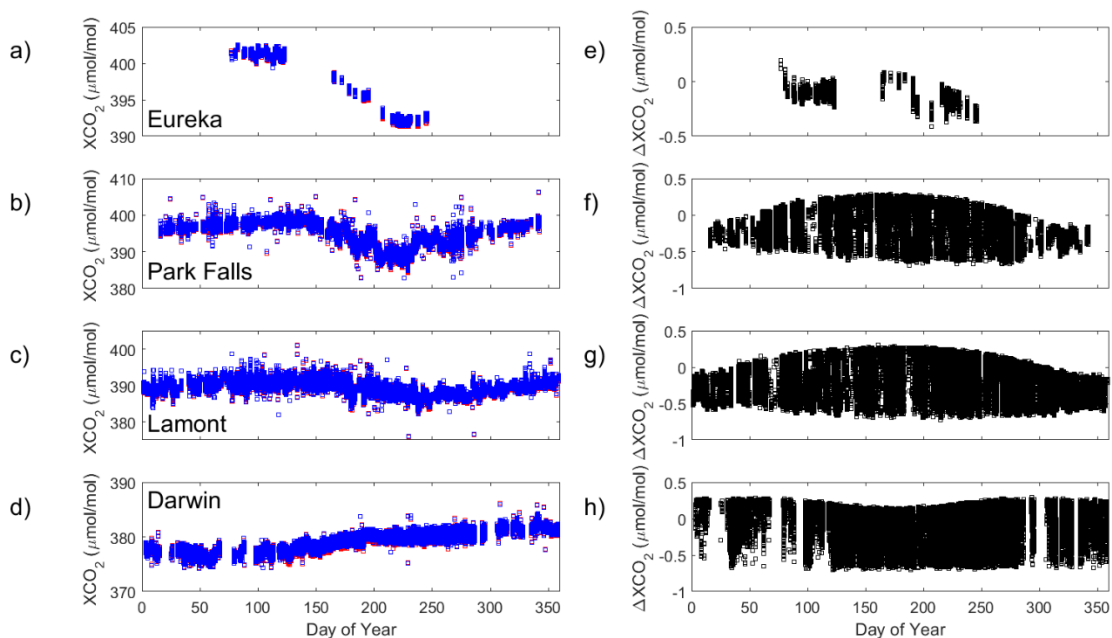 a)
XCO2 (μmol/mol)
405
400
395
390
Eureka
e)
ΔXCO2 (μmol/mol)
0.5
0
-0.5
b)
XCO2 (μmol/mol)
410
400
390
380
Park Falls
f)
ΔXCO2 (μmol/mol)
0.5
0
-0.5
-1
c)
XCO2 (μmol/mol)
400
390
380
Lamont
g)
ΔXCO2 (μmol/mol)
0.5
0
-0.5
-1
d)
XCO2 (μmol/mol)
390
380
370
Darwin
0 50 100 150 200 250 300 350
Day of Year
h)
ΔXCO2 (μmol/mol)
0.5
0
-0.5
-1
0 50 100 150 200 250 300 350
Day of Year